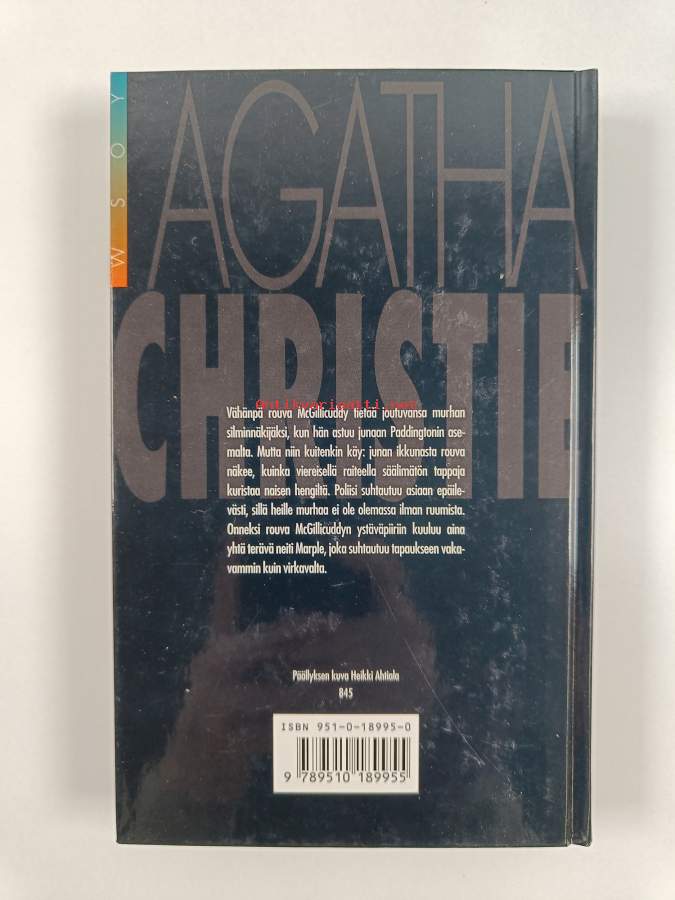 WSOY
AGATHA
CHRISTIE
Antikvariaatti.net
Vähänpä rouva McGillicuddy tietää joutuvansa murhan
silminnäkijäksi, kun hän astuu junaan Paddingtonin ase-
malta. Mutta niin kuitenkin käy: junan ikkunasta rouva
näkee, kuinka viereisellä raiteella säälimätön tappaja
kuristaa naisen hengiltä. Poliisi suhtautuu asiaan epäile-
västi, sillä heille murhaa ei ole olemassa ilman ruumista.
Onneksi rouva McGillicuddyn ystäväpiiriin kuuluu aina
yhtä terävä neiti Marple, joka suhtautuu tapaukseen vaka-
vammin kuin virkavalta.
Päällyksen kuva Heikki Ahtiala
845
ISBN 951-0-18995-0
9 789510 189955